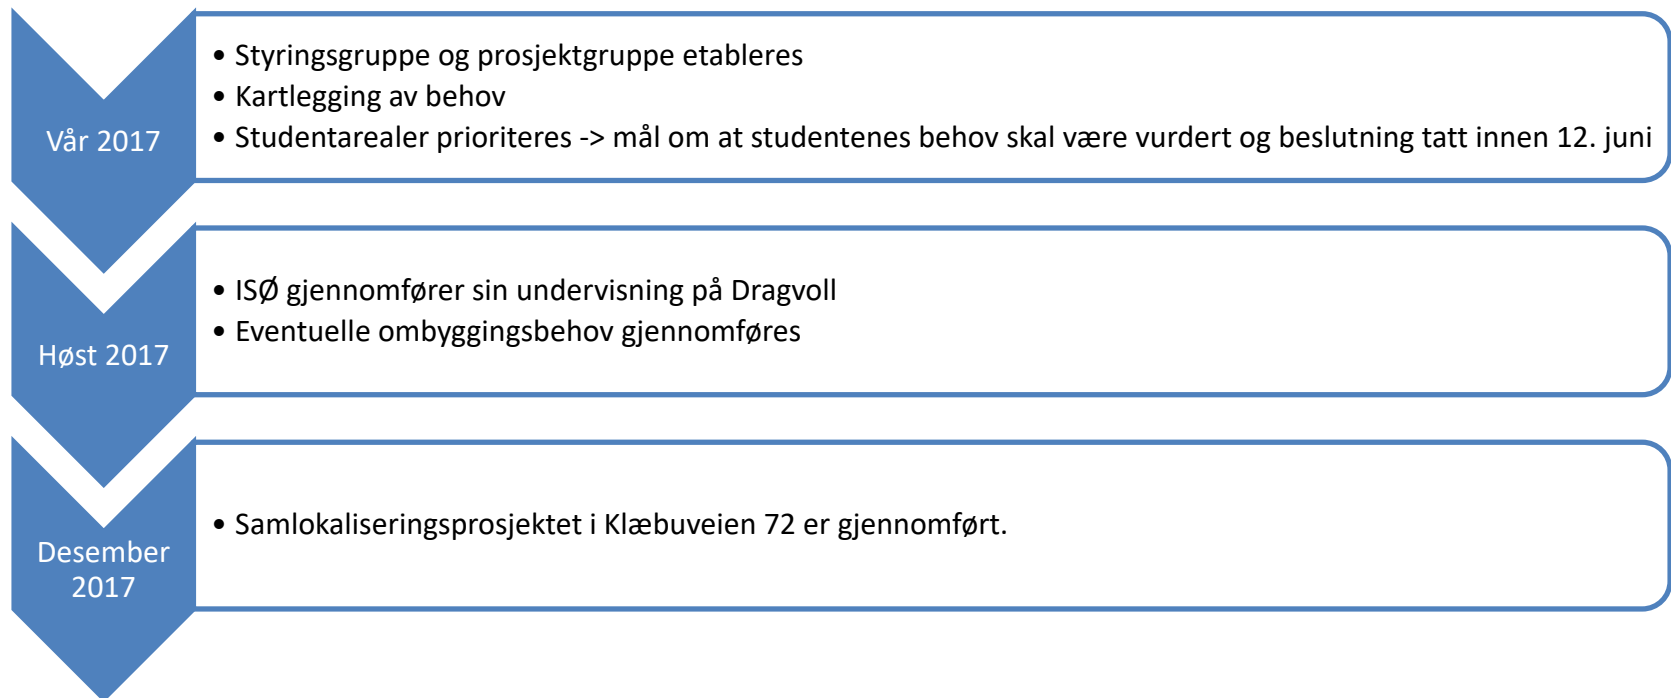 Vår 2017
• Styringsgruppe og prosjektgruppe etableres
• Kartlegging av behov
• Studentarealer prioriteres -> mål om at studentenes behov skal være vurdert og beslutning tatt innen 12. juni
Høst 2017
• ISØ gjennomfører sin undervisning på Dragvoll
• Eventuelle ombyggingsbehov gjennomføres
Desember
2017
• Samlokaliseringsprosjektet i Klæbuveien 72 er gjennomført.